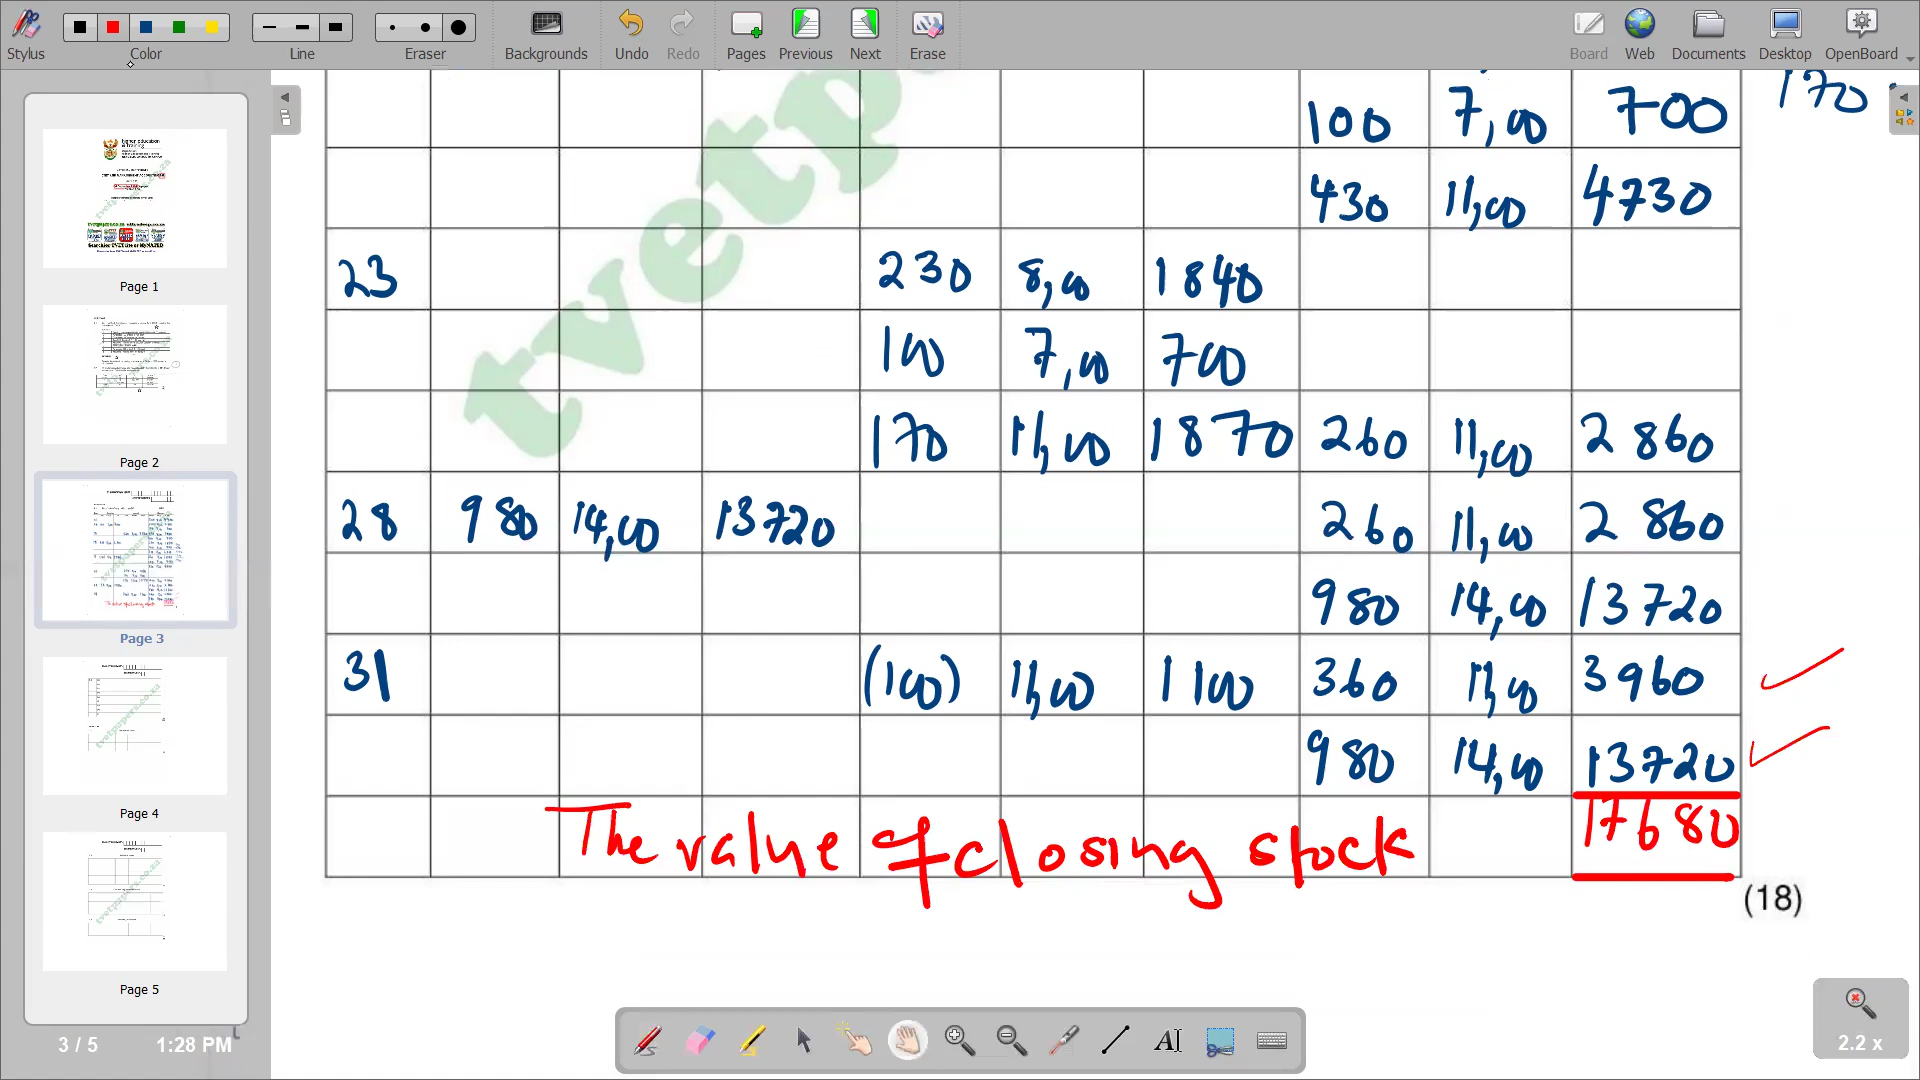 Stylus Color Line Eraser Backgrounds Undo Redo Pages Previous Next Erase Board Web Documents Desktop OpenBoard
Page 1
Page 2
Page 3
Page 4
Page 5
3 / 5 1:28 PM
tvetp
170
100 7,00 700
430 11,00 4730
23 230 8,00 1840
100 7,00 700
170 11,00 1870 260 11,00 2 860
28 980 14,00 13720 260 11,00 2 860
980 14,00 13720
31 (100) 11,00 1 100 360 11,00 3960
980 14,00 13720
The value of closing stock 17680
(18)
2.2 x